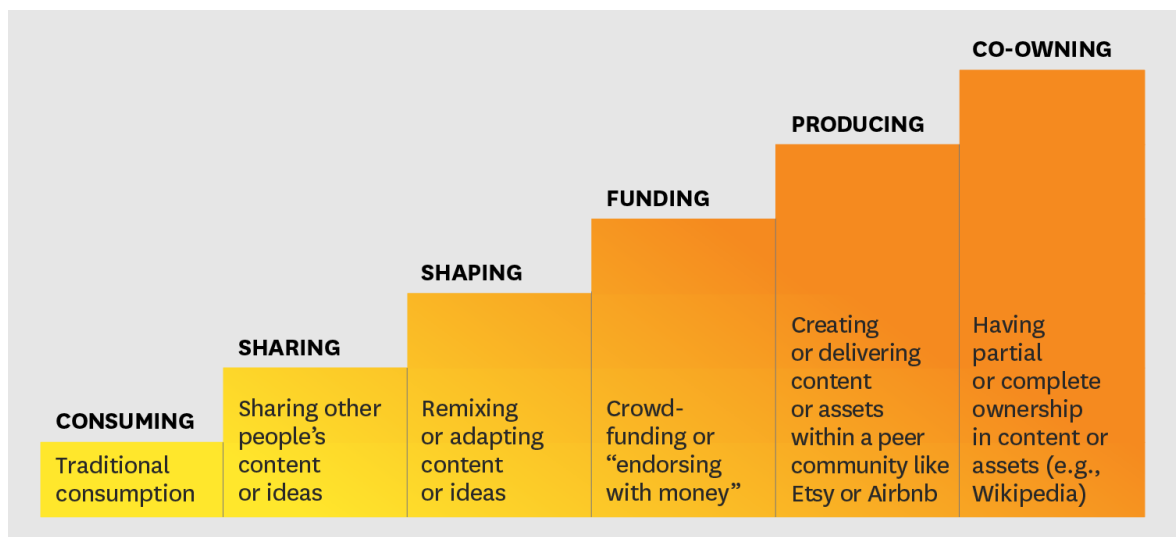 CONSUMING
Traditional
consumption
SHARING
Sharing other
people’s
content
or ideas
SHAPING
Remixing
or adapting
content
or ideas
FUNDING
Crowd-
funding or
“endorsing
with money”
PRODUCING
Creating
or delivering
content
or assets
within a peer
community like
Etsy or Airbnb
CO-OWNING
Having
partial
or complete
ownership
in content or
assets (e.g.,
Wikipedia)